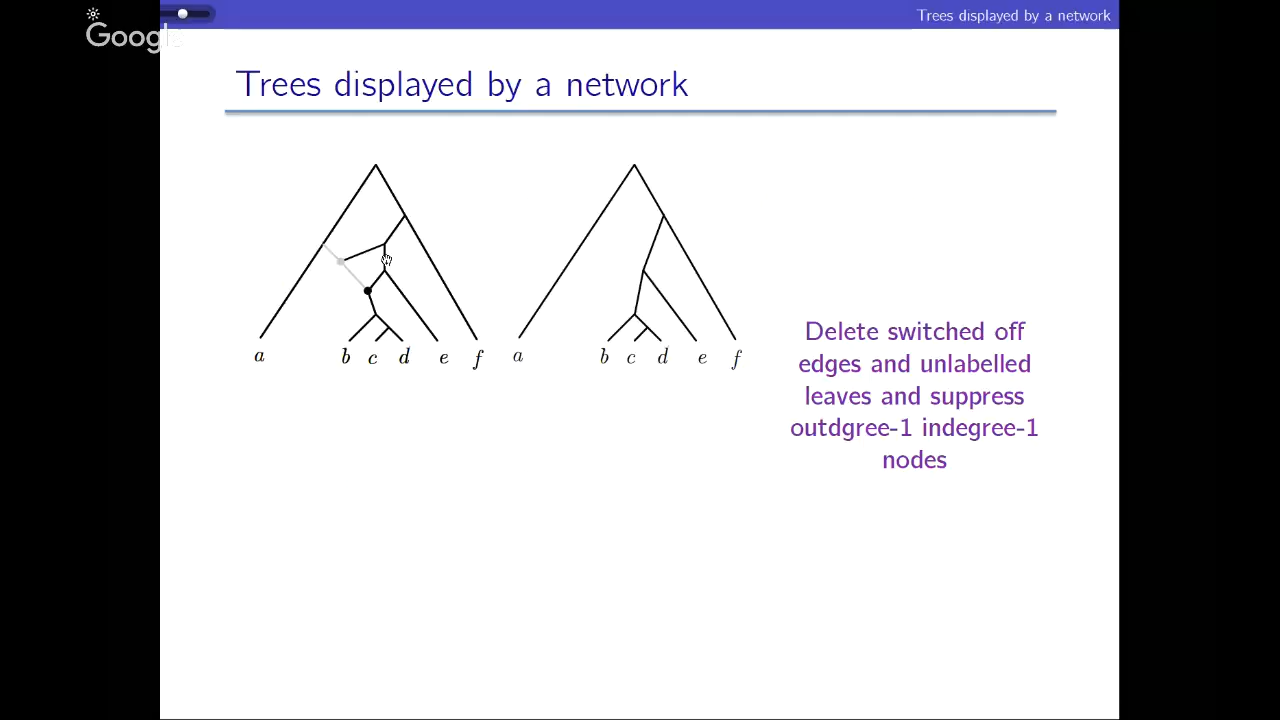 Trees displayed by a network
Google
Trees displayed by a network
a b c d e f a b c d e f
Delete switched off
edges and unlabelled
leaves and suppress
outdgree-1 indegree-1
nodes